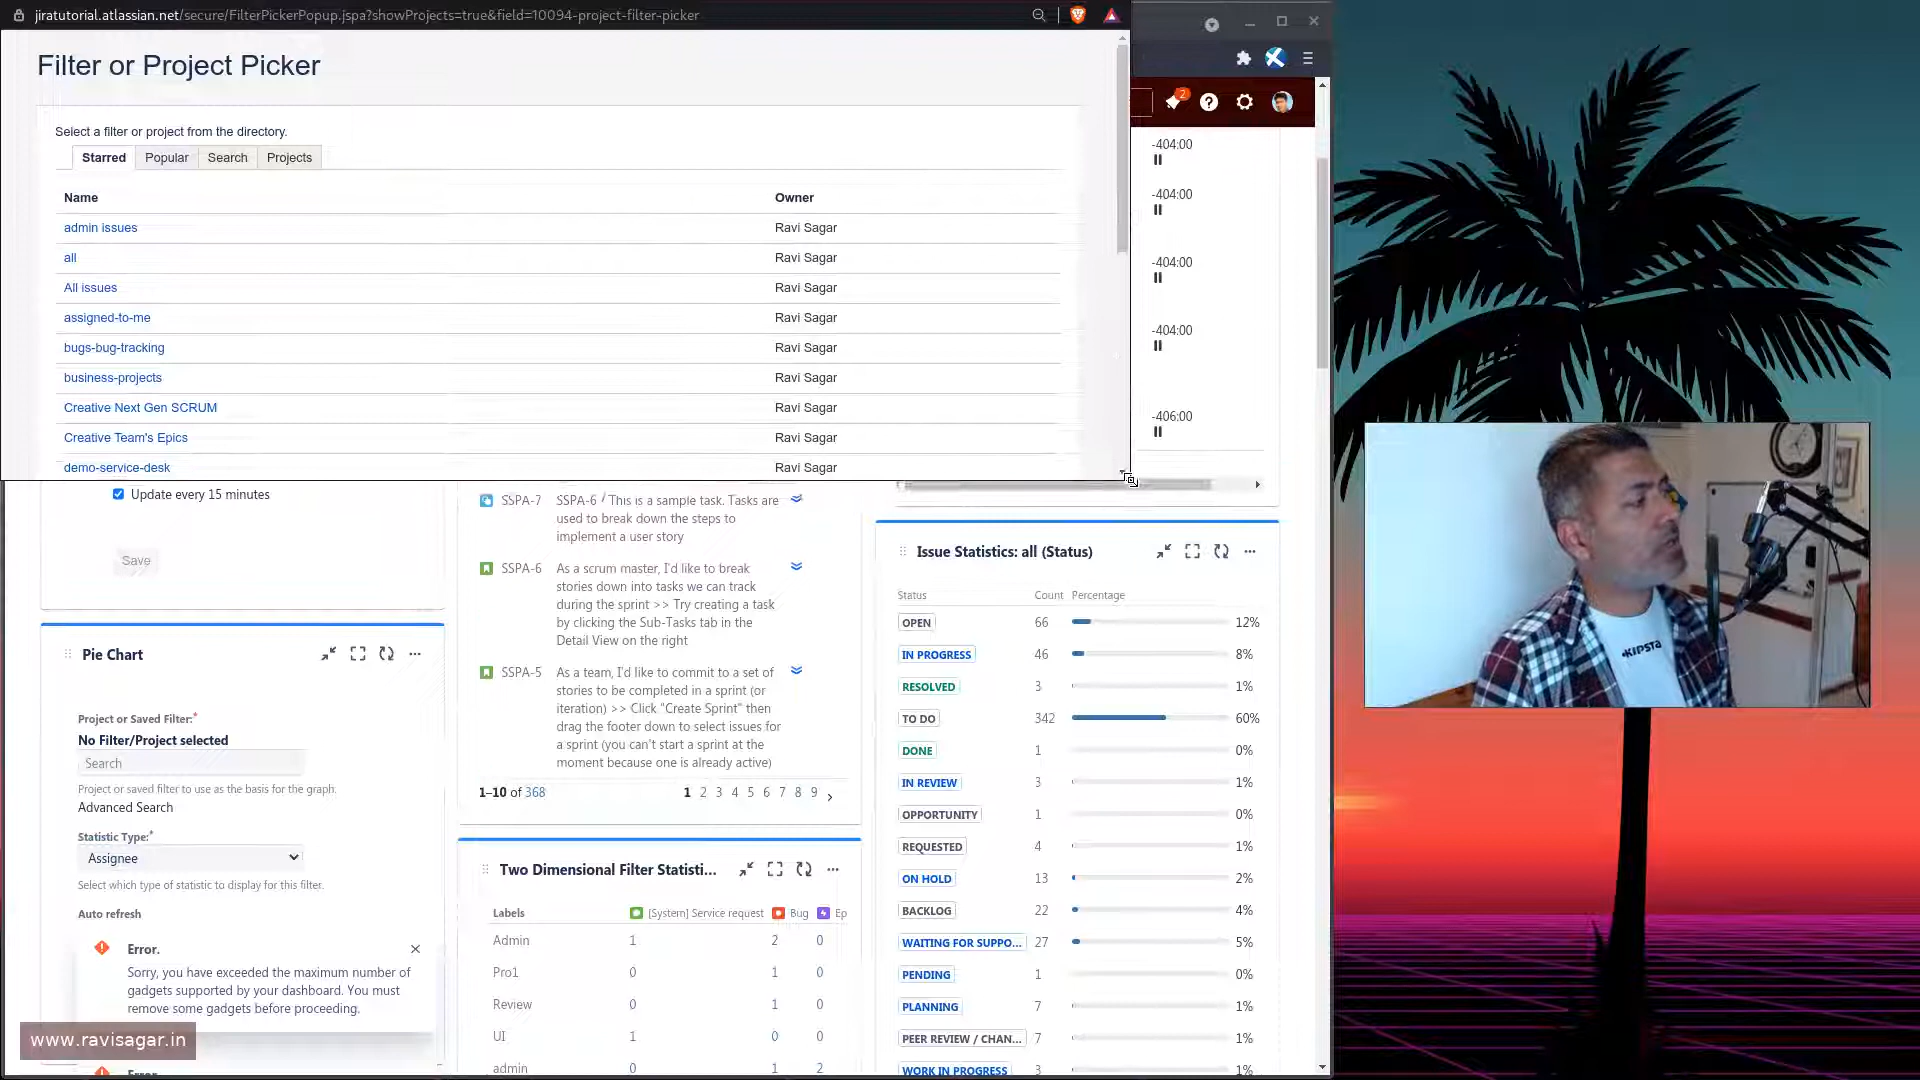 jiratutorial.atlassian.net/secure/FilterPickerPopup.jspa?showProjects=true&field=10094-project-filter-picker
Filter or Project Picker
Select a filter or project from the directory.
Starred Popular Search Projects
Name Owner
admin issues Ravi Sagar
all Ravi Sagar
All issues Ravi Sagar
assigned-to-me Ravi Sagar
bugs-bug-tracking Ravi Sagar
business-projects Ravi Sagar
Creative Next Gen SCRUM Ravi Sagar
Creative Team's Epics Ravi Sagar
demo-service-desk Ravi Sagar
2
-404:00
-404:00
-404:00
-404:00
-406:00
Update every 15 minutes
Save
Pie Chart
Project or Saved Filter:*
No Filter/Project selected
Search
Project or saved filter to use as the basis for the graph.
Advanced Search
Statistic Type:*
Assignee
Select which type of statistic to display for this filter.
Auto refresh
Error.
Sorry, you have exceeded the maximum number of
gadgets supported by your dashboard. You must
remove some gadgets before proceeding.
www.ravisagar.in
Error.
SSPA-7 SSPA-6 / This is a sample task. Tasks are
used to break down the steps to
implement a user story
SSPA-6 As a scrum master, I'd like to break
stories down into tasks we can track
during the sprint >> Try creating a task
by clicking the Sub-Tasks tab in the
Detail View on the right
SSPA-5 As a team, I'd like to commit to a set of
stories to be completed in a sprint (or
iteration) >> Click "Create Sprint" then
drag the footer down to select issues for
a sprint (you can't start a sprint at the
moment because one is already active)
1–10 of 368 1 2 3 4 5 6 7 8 9
Two Dimensional Filter Statisti...
Labels [System] Service request Bug Ep
Admin 1 2 0
Pro1 0 1 0
Review 0 1 0
UI 1 0 0
admin 0 1 2
Issue Statistics: all (Status)
Status Count Percentage
OPEN 66 12%
IN PROGRESS 46 8%
RESOLVED 3 1%
TO DO 342 60%
DONE 1 0%
IN REVIEW 3 1%
OPPORTUNITY 1 0%
REQUESTED 4 1%
ON HOLD 13 2%
BACKLOG 22 4%
WAITING FOR SUPPO... 27 5%
PENDING 1 0%
PLANNING 7 1%
PEER REVIEW / CHAN... 7 1%
WORK IN PROGRESS 3 1%
KIPSTA